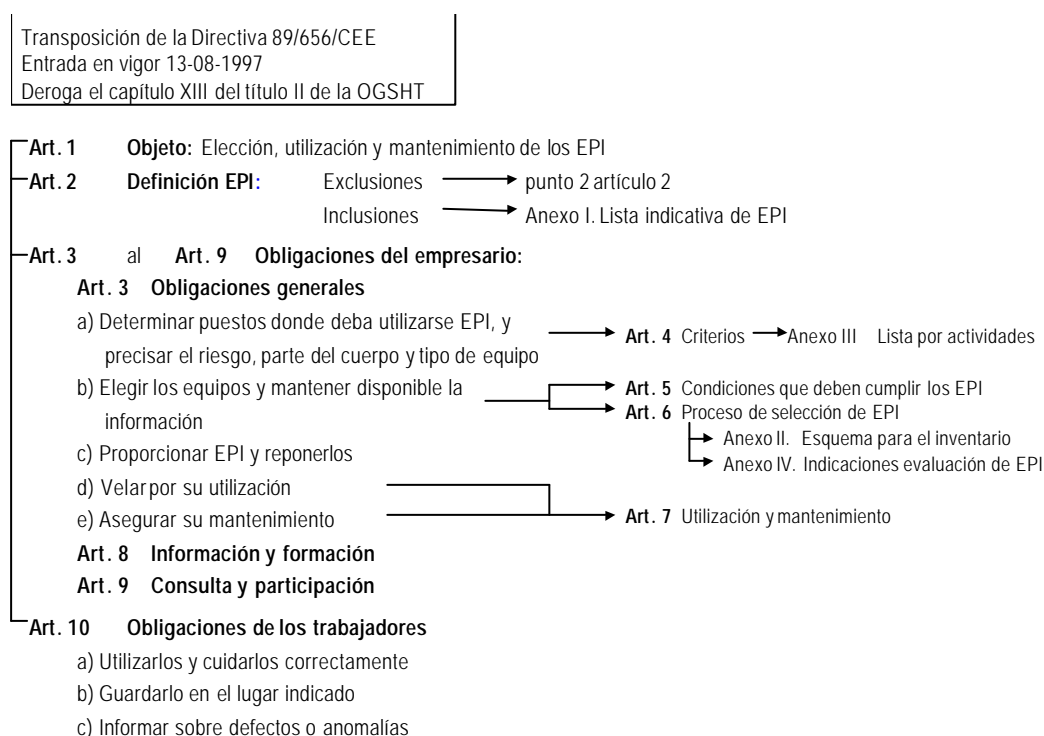 Transposición de la Directiva 89/656/CEE
Entrada en vigor 13-08-1997
Deroga el capítulo XIII del título II de la OGSHT
Art. 1 Objeto: Elección, utilización y mantenimiento de los EPI
Art. 2 Definición EPI: Exclusiones punto 2 artículo 2
Inclusiones Anexo I. Lista indicativa de EPI
Art. 3 al Art. 9 Obligaciones del empresario:
Art. 3 Obligaciones generales
a) Determinar puestos donde deba utilizarse EPI, y
precisar el riesgo, parte del cuerpo y tipo de equipo
Art. 4 Criterios Anexo III Lista por actividades
b) Elegir los equipos y mantener disponible la
información
Art. 5 Condiciones que deben cumplir los EPI
Art. 6 Proceso de selección de EPI
Anexo II. Esquema para el inventario
Anexo IV. Indicaciones evaluación de EPI
c) Proporcionar EPI y reponerlos
d) Velar por su utilización
e) Asegurar su mantenimiento
Art. 7 Utilización y mantenimiento
Art. 8 Información y formación
Art. 9 Consulta y participación
Art. 10 Obligaciones de los trabajadores
a) Utilizarlos y cuidarlos correctamente
b) Guardarlo en el lugar indicado
c) Informar sobre defectos o anomalías